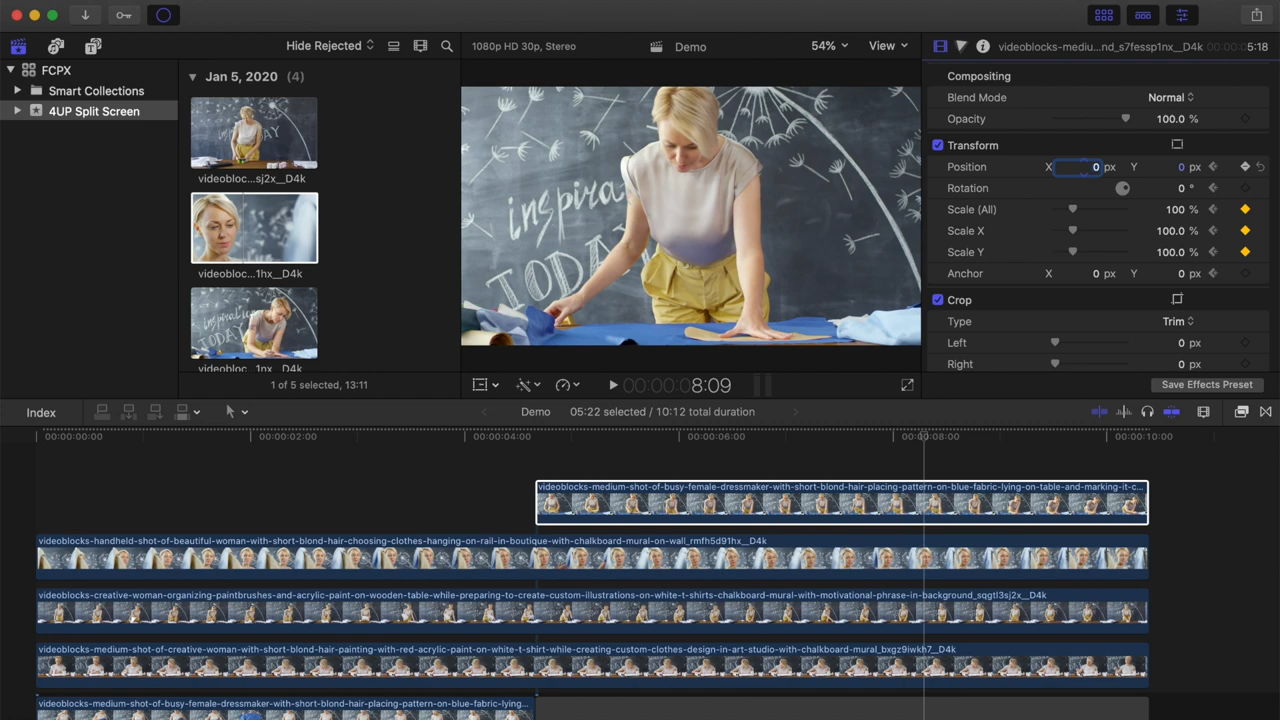 Hide Rejected
1080p HD 30p, Stereo
Demo
54%
View
videoblocks-mediu...nd_s7fessp1nx__D4k
00:00:05:18
FCPX
Smart Collections
4UP Split Screen
Jan 5, 2020 (4)
videobloc...sj2x__D4k
videobloc...1hx__D4k
videobloc...1nx__D4k
1 of 5 selected, 13:11
inspira
TODAY
00:00:08:09
Compositing
Blend Mode Normal
Opacity 100.0 %
Transform
Position X 0 px Y 0 px
Rotation 0 °
Scale (All) 100 %
Scale X 100.0 %
Scale Y 100.0 %
Anchor X 0 px Y 0 px
Crop
Type Trim
Left 0 px
Right 0 px
Save Effects Preset
Index
Demo 05:22 selected / 10:12 total duration
00:00:00:00 00:00:02:00 00:00:04:00 00:00:06:00 00:00:08:00 00:00:10:00
videoblocks-medium-shot-of-busy-female-dressmaker-with-short-blond-hair-placing-pattern-on-blue-fabric-lying-on-table-and-marking-it-c...
videoblocks-handheld-shot-of-beautiful-woman-with-short-blond-hair-choosing-clothes-hanging-on-rail-in-boutique-with-chalkboard-mural-on-wall_rmfh5d91hx__D4k
videoblocks-creative-woman-organizing-paintbrushes-and-acrylic-paint-on-wooden-table-while-preparing-to-create-custom-illustrations-on-white-t-shirts-chalkboard-mural-with-motivational-phrase-in-background_sqgtl3sj2x__D4k
videoblocks-medium-shot-of-creative-woman-with-short-blond-hair-painting-with-red-acrylic-paint-on-white-t-shirt-while-creating-custom-clothes-design-in-art-studio-with-chalkboard-mural_bxgz9iwkh7__D4k
videoblocks-medium-shot-of-busy-female-dressmaker-with-short-blond-hair-placing-pattern-on-blue-fabric-lying...